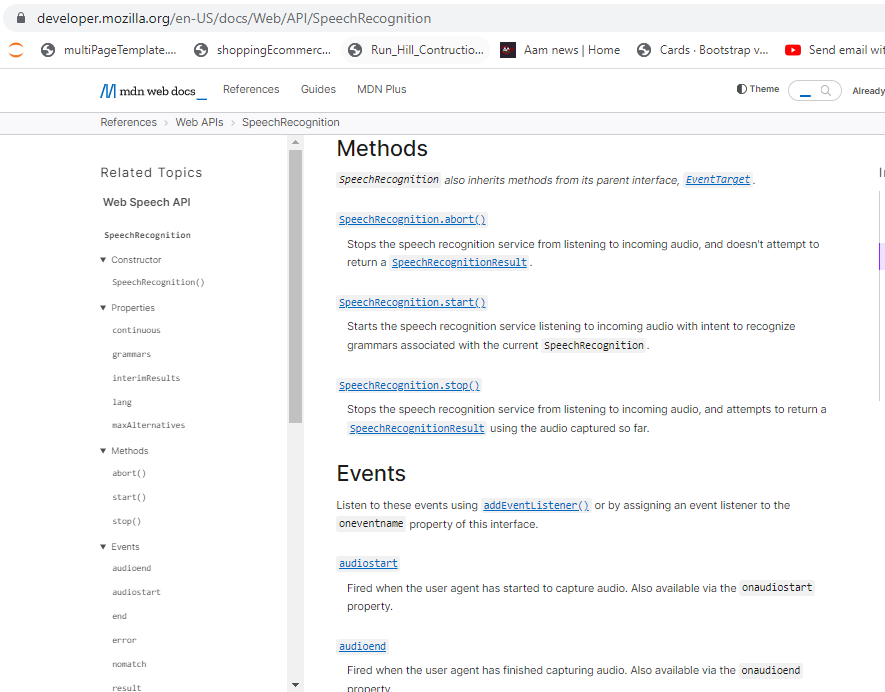 developer.mozilla.org/en-US/docs/Web/API/SpeechRecognition
multiPageTemplate.... shoppingEcommerc... Run_Hill_Contructio... Aam news | Home Cards · Bootstrap v... Send email wit
mdn web docs_ References Guides MDN Plus Theme Already
References > Web APIs > SpeechRecognition
Related Topics
Web Speech API
SpeechRecognition
▼ Constructor
SpeechRecognition()
▼ Properties
continuous
grammars
interimResults
lang
maxAlternatives
▼ Methods
abort()
start()
stop()
▼ Events
audioend
audiostart
end
error
nomatch
result
Methods
SpeechRecognition also inherits methods from its parent interface, EventTarget.
SpeechRecognition.abort()
Stops the speech recognition service from listening to incoming audio, and doesn't attempt to
return a SpeechRecognitionResult.
SpeechRecognition.start()
Starts the speech recognition service listening to incoming audio with intent to recognize
grammars associated with the current SpeechRecognition.
SpeechRecognition.stop()
Stops the speech recognition service from listening to incoming audio, and attempts to return a
SpeechRecognitionResult using the audio captured so far.
Events
Listen to these events using addEventListener() or by assigning an event listener to the
oneventname property of this interface.
audiostart
Fired when the user agent has started to capture audio. Also available via the onaudiostart
property.
audioend
Fired when the user agent has finished capturing audio. Also available via the onaudioend
property.